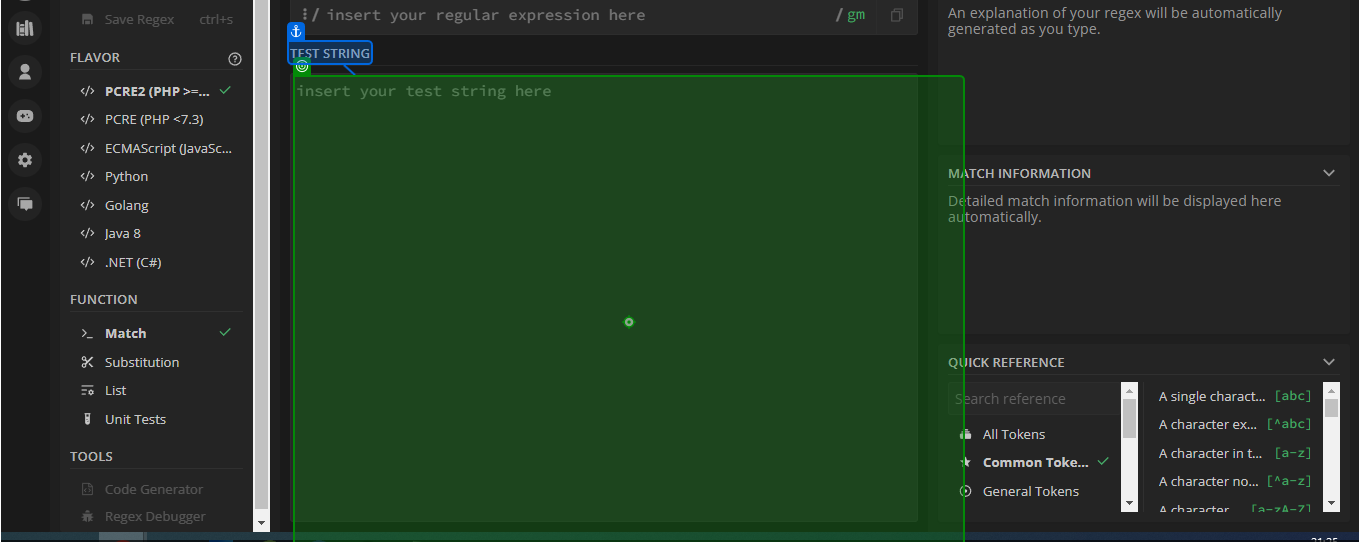 Save Regex ctrl+s
FLAVOR
PCRE2 (PHP >=...
PCRE (PHP <7.3)
ECMAScript (JavaSc...
Python
Golang
Java 8
.NET (C#)
FUNCTION
Match
Substitution
List
Unit Tests
TOOLS
Code Generator
Regex Debugger
/ insert your regular expression here / gm
TEST STRING
insert your test string here
An explanation of your regex will be automatically
generated as you type.
MATCH INFORMATION
Detailed match information will be displayed here
automatically.
QUICK REFERENCE
Search reference
All Tokens
Common Toke...
General Tokens
A single charact... [abc]
A character ex... [^abc]
A character in t... [a-z]
A character no... [^a-z]
A character ... [a-zA-Z]